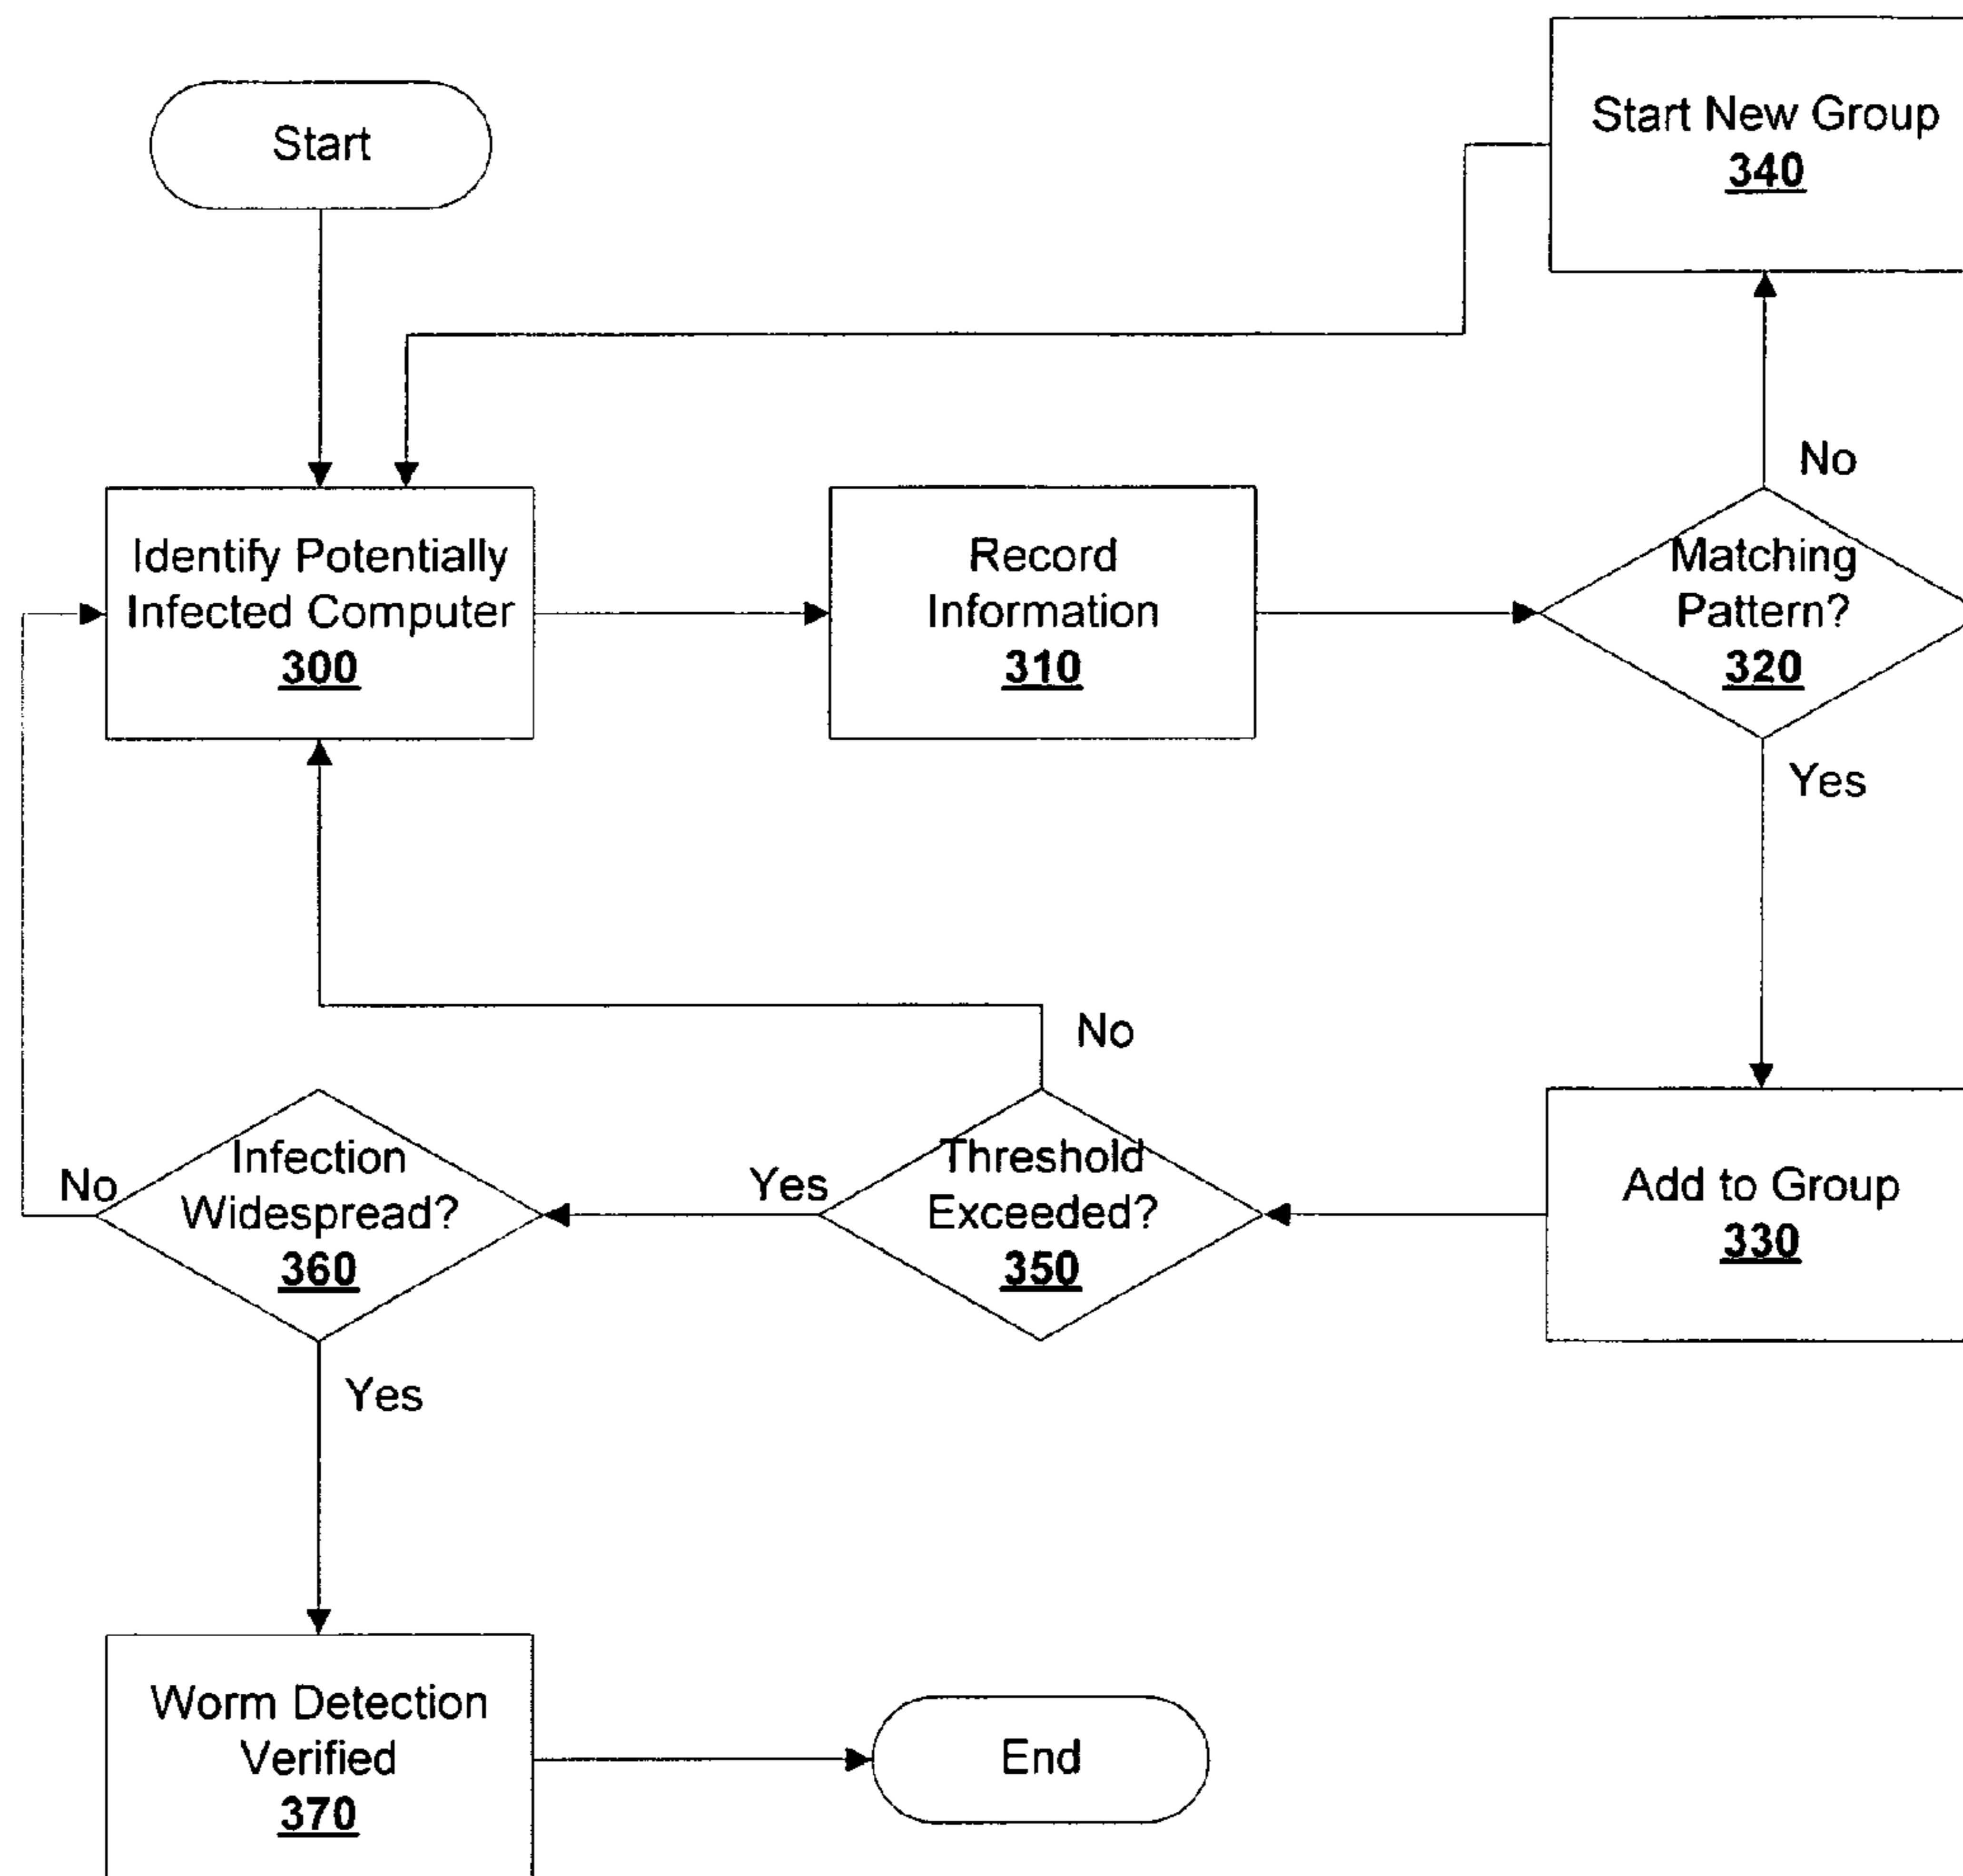 Start
Start New Group
340
No
Identify Potentially
Infected Computer
300
Record
Information
310
Matching
Pattern?
320
Yes
No
Infection
Widespread?
360
No
Yes
Threshold
Exceeded?
350
Add to Group
330
Yes
Worm Detection
Verified
370
End